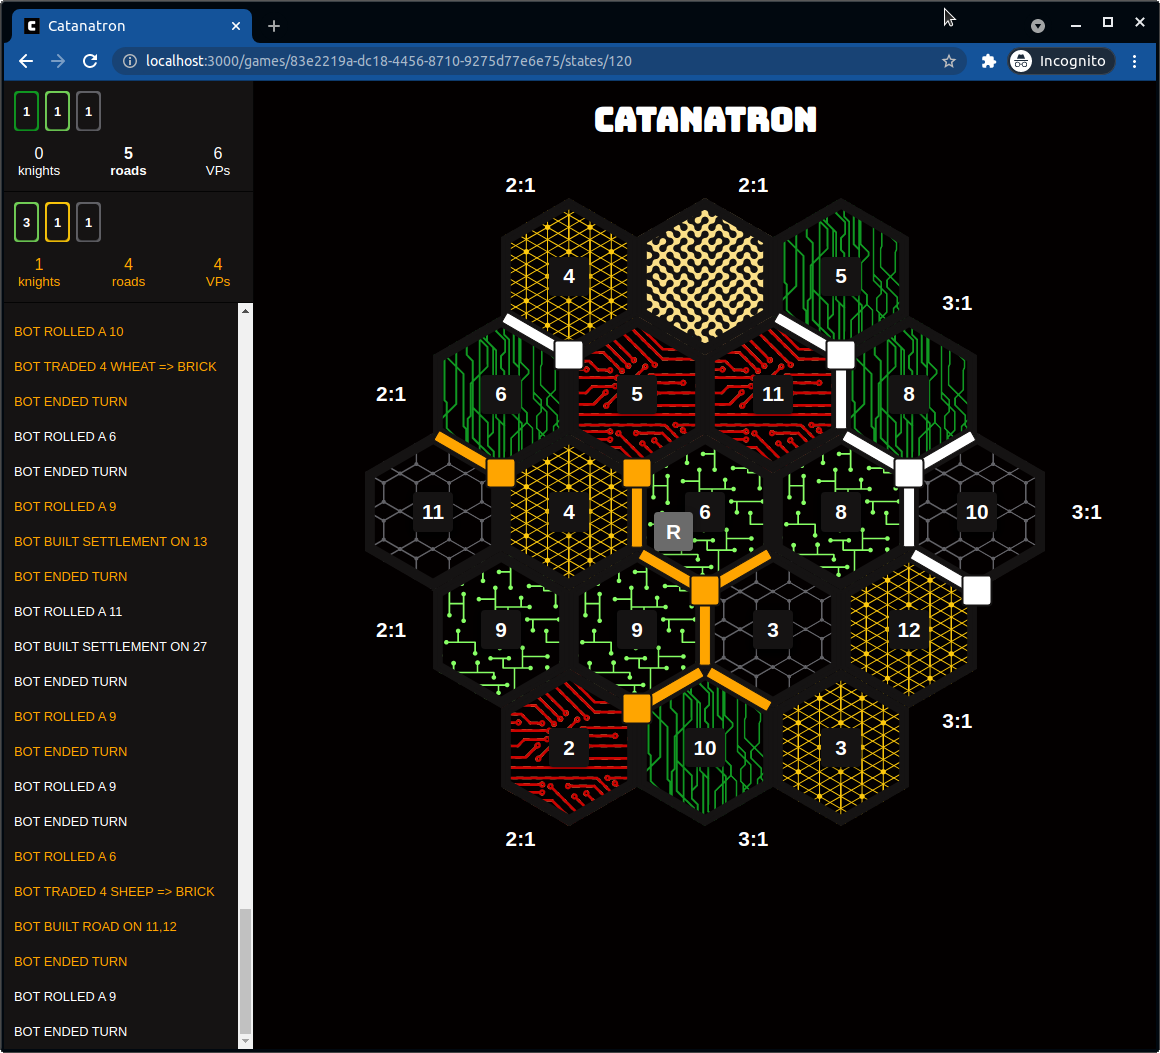 Catanatron
localhost:3000/games/83e2219a-dc18-4456-8710-9275d77e6e75/states/120
Incognito
1 1 1
0 5 6
knights roads VPs
3 1 1
1 4 4
knights roads VPs
BOT ROLLED A 10
BOT TRADED 4 WHEAT => BRICK
BOT ENDED TURN
BOT ROLLED A 6
BOT ENDED TURN
BOT ROLLED A 9
BOT BUILT SETTLEMENT ON 13
BOT ENDED TURN
BOT ROLLED A 11
BOT BUILT SETTLEMENT ON 27
BOT ENDED TURN
BOT ROLLED A 9
BOT ENDED TURN
BOT ROLLED A 9
BOT ENDED TURN
BOT ROLLED A 6
BOT TRADED 4 SHEEP => BRICK
BOT BUILT ROAD ON 11,12
BOT ENDED TURN
BOT ROLLED A 9
BOT ENDED TURN
CATANATRON
2:1 2:1
4 5
3:1
2:1 6 5 11 8
11 4 6 8 10 3:1
R
2:1 9 9 3 12
3:1
2 10 3
2:1 3:1